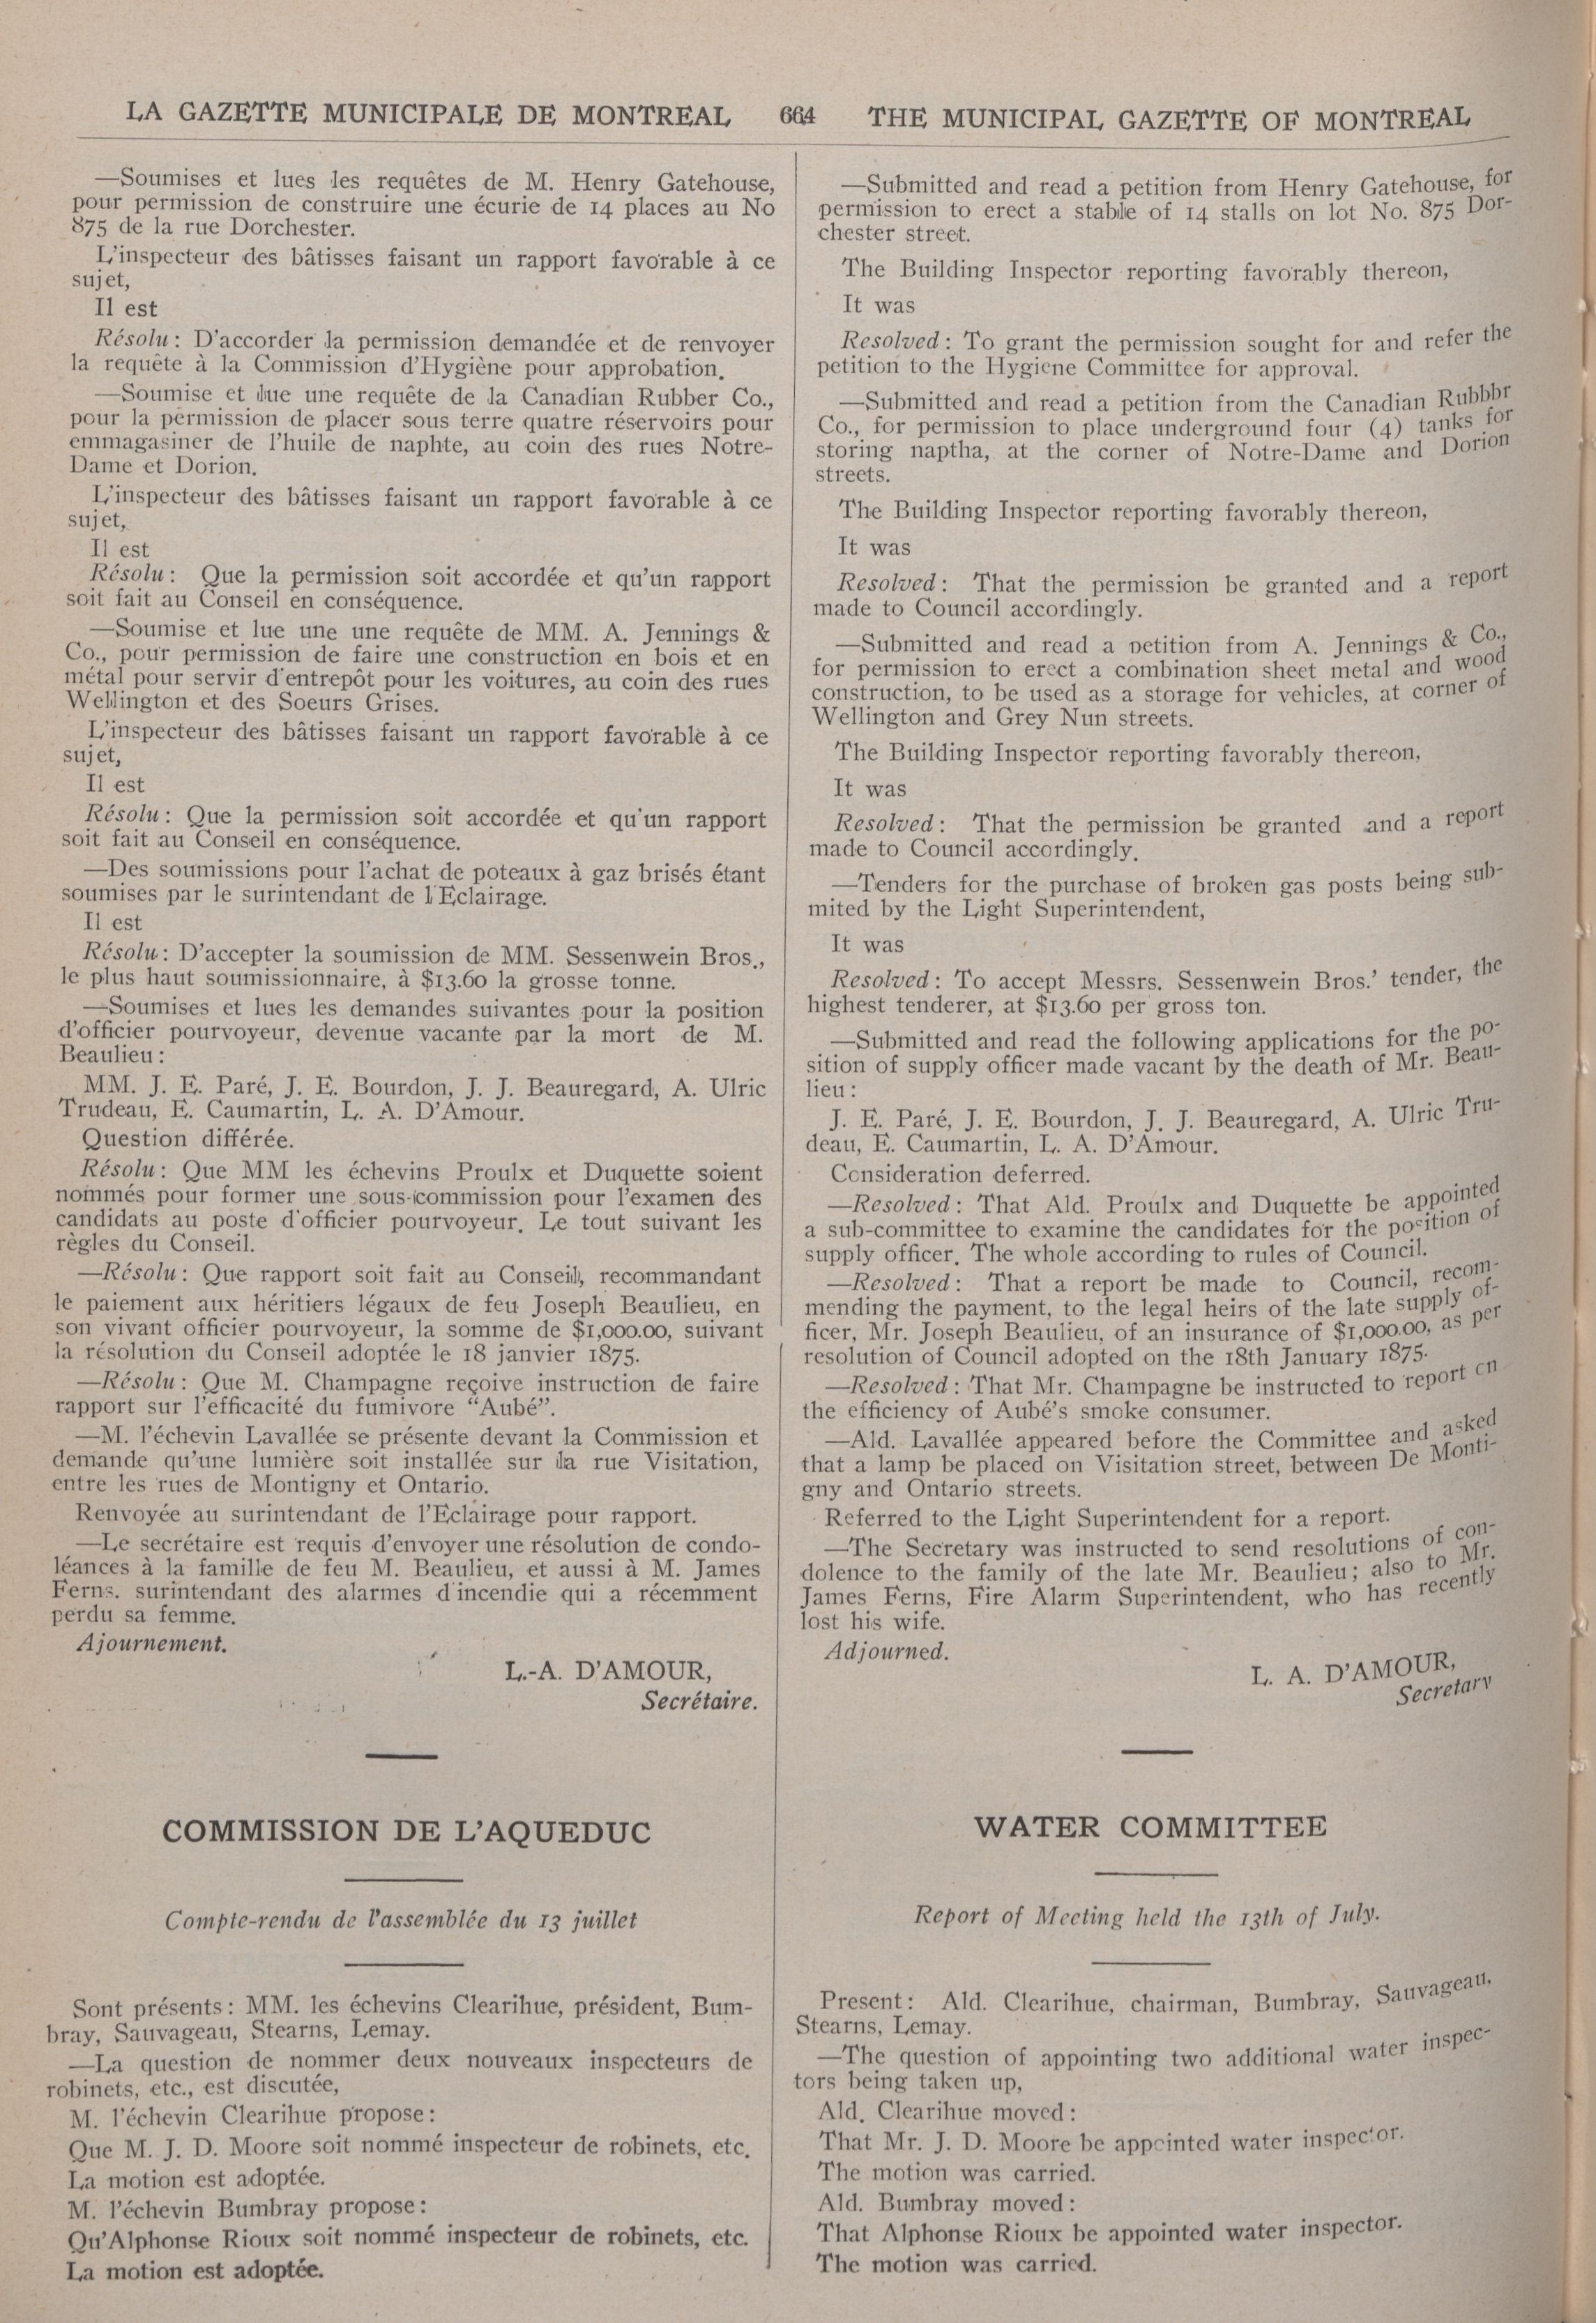 LA GAZETTE MUNICIPALE DE MONTREAL 664 THE MUNICIPAL GAZETTE OF MONTREAL
—Soumises et lues les requêtes de M. Henry Gatehouse,
pour permission de construire une écurie de 14 places au No
875 de la rue Dorchester.
L'inspecteur des bâtisses faisant un rapport favorable à ce
sujet,
Il est
Résolu: D'accorder la permission demandée et de renvoyer
la requête à la Commission d'Hygiène pour approbation.
—Soumise et lue une requête de la Canadian Rubber Co.,
pour la permission de placer sous terre quatre réservoirs pour
emmagasiner de l'huile de naphte, au coin des rues Notre-
Dame et Dorion.
L'inspecteur des bâtisses faisant un rapport favorable à ce
sujet,
Il est
Résolu: Que la permission soit accordée et qu'un rapport
soit fait au Conseil en conséquence.
—Soumise et lue une une requête de MM. A. Jennings &
Co., pour permission de faire une construction en bois et en
métal pour servir d'entrepôt pour les voitures, au coin des rues
Wellington et des Soeurs Grises.
L'inspecteur des bâtisses faisant un rapport favorable à ce
sujet,
Il est
Résolu: Que la permission soit accordée et qu'un rapport
soit fait au Conseil en conséquence.
—Des soumissions pour l'achat de poteaux à gaz brisés étant
soumises par le surintendant de l'Eclairage.
Il est
Résolu: D'accepter la soumission de MM. Sessenwein Bros.,
le plus haut soumissionnaire, à $13.60 la grosse tonne.
—Soumises et lues les demandes suivantes pour la position
d'officier pourvoyeur, devenue vacante par la mort de M.
Beaulieu:
MM. J. E. Paré, J. E. Bourdon, J. J. Beauregard, A. Ulric
Trudeau, E. Caumartin, L. A. D'Amour.
Question différée.
Résolu: Que MM les échevins Proulx et Duquette soient
nommés pour former une sous-commission pour l'examen des
candidats au poste d'officier pourvoyeur. Le tout suivant les
règles du Conseil.
—Résolu: Que rapport soit fait au Conseil, recommandant
le paiement aux héritiers légaux de feu Joseph Beaulieu, en
son vivant officier pourvoyeur, la somme de $1,000.00, suivant
la résolution du Conseil adoptée le 18 janvier 1875.
—Résolu: Que M. Champagne reçoive instruction de faire
rapport sur l'efficacité du fumivore "Aubé".
—M. l'échevin Lavallée se présente devant la Commission et
demande qu'une lumière soit installée sur la rue Visitation,
entre les rues de Montigny et Ontario.
Renvoyée au surintendant de l'Eclairage pour rapport.
—Le secrétaire est requis d'envoyer une résolution de condo-
léances à la famille de feu M. Beaulieu, et aussi à M. James
Ferns. surintendant des alarmes d'incendie qui a récemment
perdu sa femme.
Ajournement.
L.-A. D'AMOUR,
Secrétaire.
COMMISSION DE L'AQUEDUC
Compte-rendu de l'assemblée du 13 juillet
Sont présents: MM. les échevins Clearihue, président, Bum-
bray, Sauvageau, Stearns, Lemay.
—La question de nommer deux nouveaux inspecteurs de
robinets, etc., est discutée,
M. l'échevin Clearihue propose:
Que M. J. D. Moore soit nommé inspecteur de robinets, etc.
La motion est adoptée.
M. l'échevin Bumbray propose:
Qu'Alphonse Rioux soit nommé inspecteur de robinets, etc.
La motion est adoptée.
—Submitted and read a petition from Henry Gatehouse, for
permission to erect a stable of 14 stalls on lot No. 875 Dor-
chester street.
The Building Inspector reporting favorably thereon,
It was
Resolved: To grant the permission sought for and refer the
petition to the Hygiene Committee for approval.
—Submitted and read a petition from the Canadian Rubbbr
Co., for permission to place underground four (4) tanks for
storing naptha, at the corner of Notre-Dame and Dorion
streets.
The Building Inspector reporting favorably thereon,
It was
Resolved: That the permission be granted and a report
made to Council accordingly.
—Submitted and read a petition from A. Jennings & Co.,
for permission to erect a combination sheet metal and wood
construction, to be used as a storage for vehicles, at corner of
Wellington and Grey Nun streets.
The Building Inspector reporting favorably thereon,
It was
Resolved: That the permission be granted and a report
made to Council accordingly.
—Tenders for the purchase of broken gas posts being sub-
mited by the Light Superintendent,
It was
Resolved: To accept Messrs. Sessenwein Bros.' tender, the
highest tenderer, at $13.60 per gross ton.
—Submitted and read the following applications for the po-
sition of supply officer made vacant by the death of Mr. Beau-
lieu:
J. E. Paré, J. E. Bourdon, J. J. Beauregard, A. Ulric Tru-
deau, E. Caumartin, L. A. D'Amour.
Consideration deferred.
—Resolved: That Ald. Proulx and Duquette be appointed
a sub-committee to examine the candidates for the position of
supply officer. The whole according to rules of Council.
—Resolved: That a report be made to Council, recom-
mending the payment, to the legal heirs of the late supply of-
ficer, Mr. Joseph Beaulieu, of an insurance of $1,000.00, as per
resolution of Council adopted on the 18th January 1875.
—Resolved: That Mr. Champagne be instructed to report on
the efficiency of Aubé's smoke consumer.
—Ald. Lavallée appeared before the Committee and asked
that a lamp be placed on Visitation street, between De Monti-
gny and Ontario streets.
Referred to the Light Superintendent for a report.
—The Secretary was instructed to send resolutions of con-
dolence to the family of the late Mr. Beaulieu; also to Mr.
James Ferns, Fire Alarm Superintendent, who has recently
lost his wife.
Adjourned.
L. A. D'AMOUR,
Secretary
WATER COMMITTEE
Report of Meeting held the 13th of July.
Present: Ald. Clearihue, chairman, Bumbray, Sauvageau,
Stearns, Lemay.
—The question of appointing two additional water inspec-
tors being taken up,
Ald. Clearihue moved:
That Mr. J. D. Moore be appointed water inspector.
The motion was carried.
Ald. Bumbray moved:
That Alphonse Rioux be appointed water inspector.
The motion was carried.